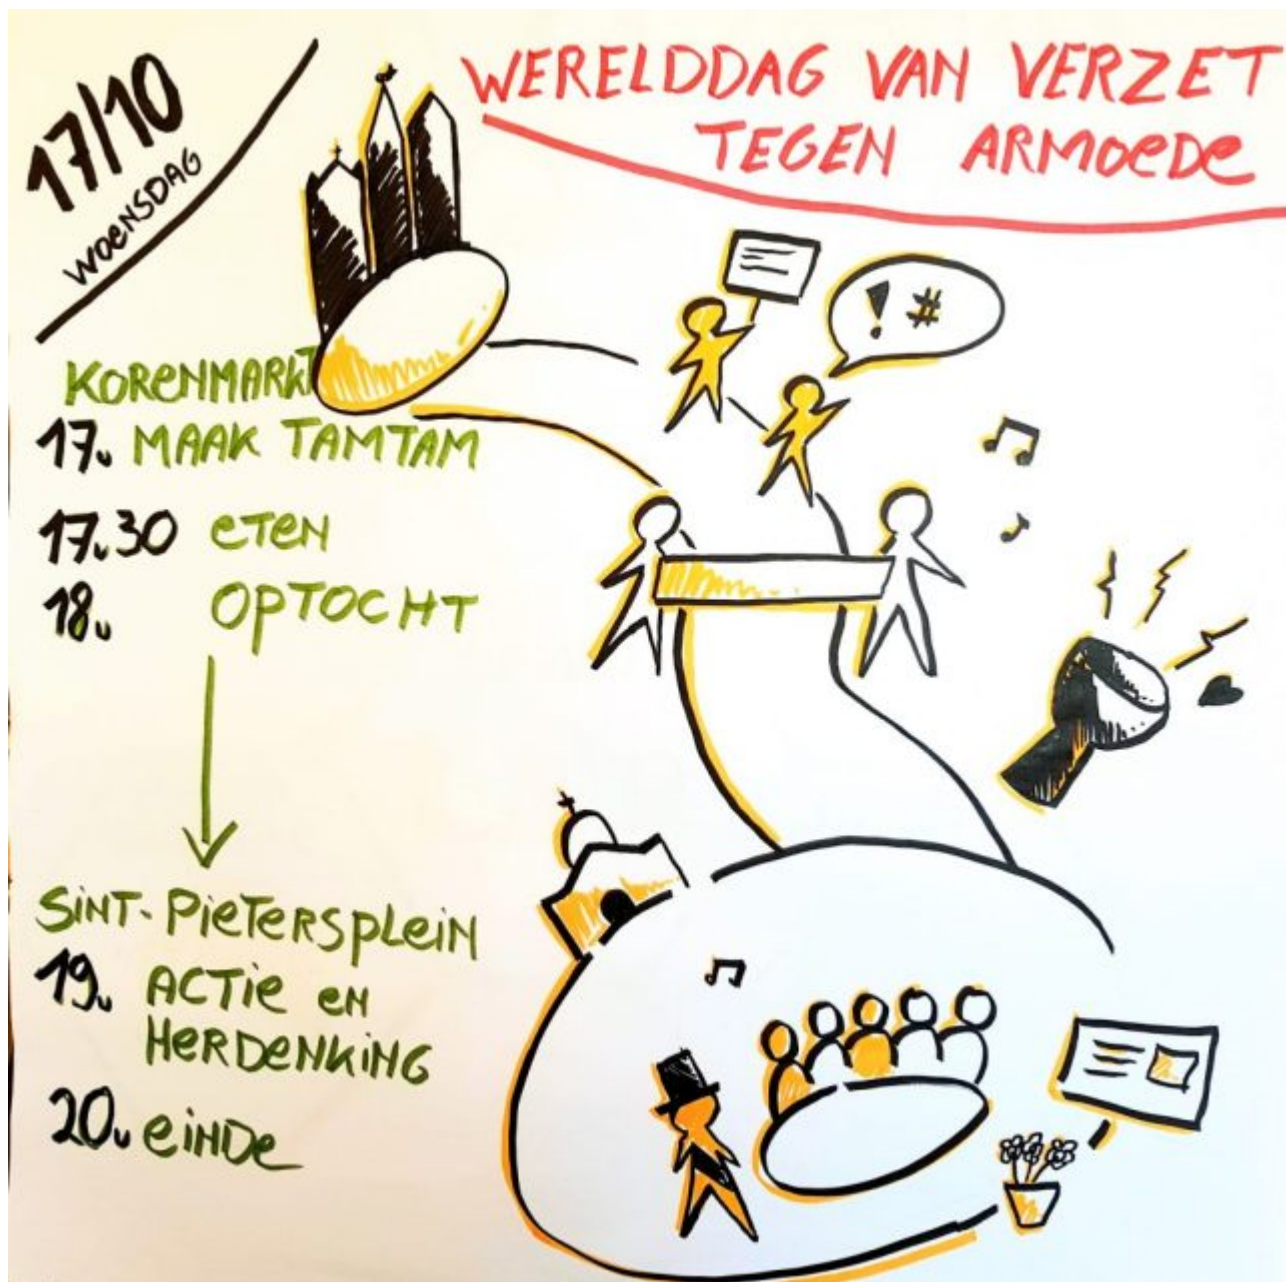 17/10
WOENSDAG
WERELDDAG VAN VERZET
TEGEN ARMOEDE
! #
KORENMARKT
17u MAAK TAMTAM
17u30 ETEN
18u OPTOCHT
SINT-PIETERSPLEIN
19u ACTIE EN
HERDENKING
20u EINDE